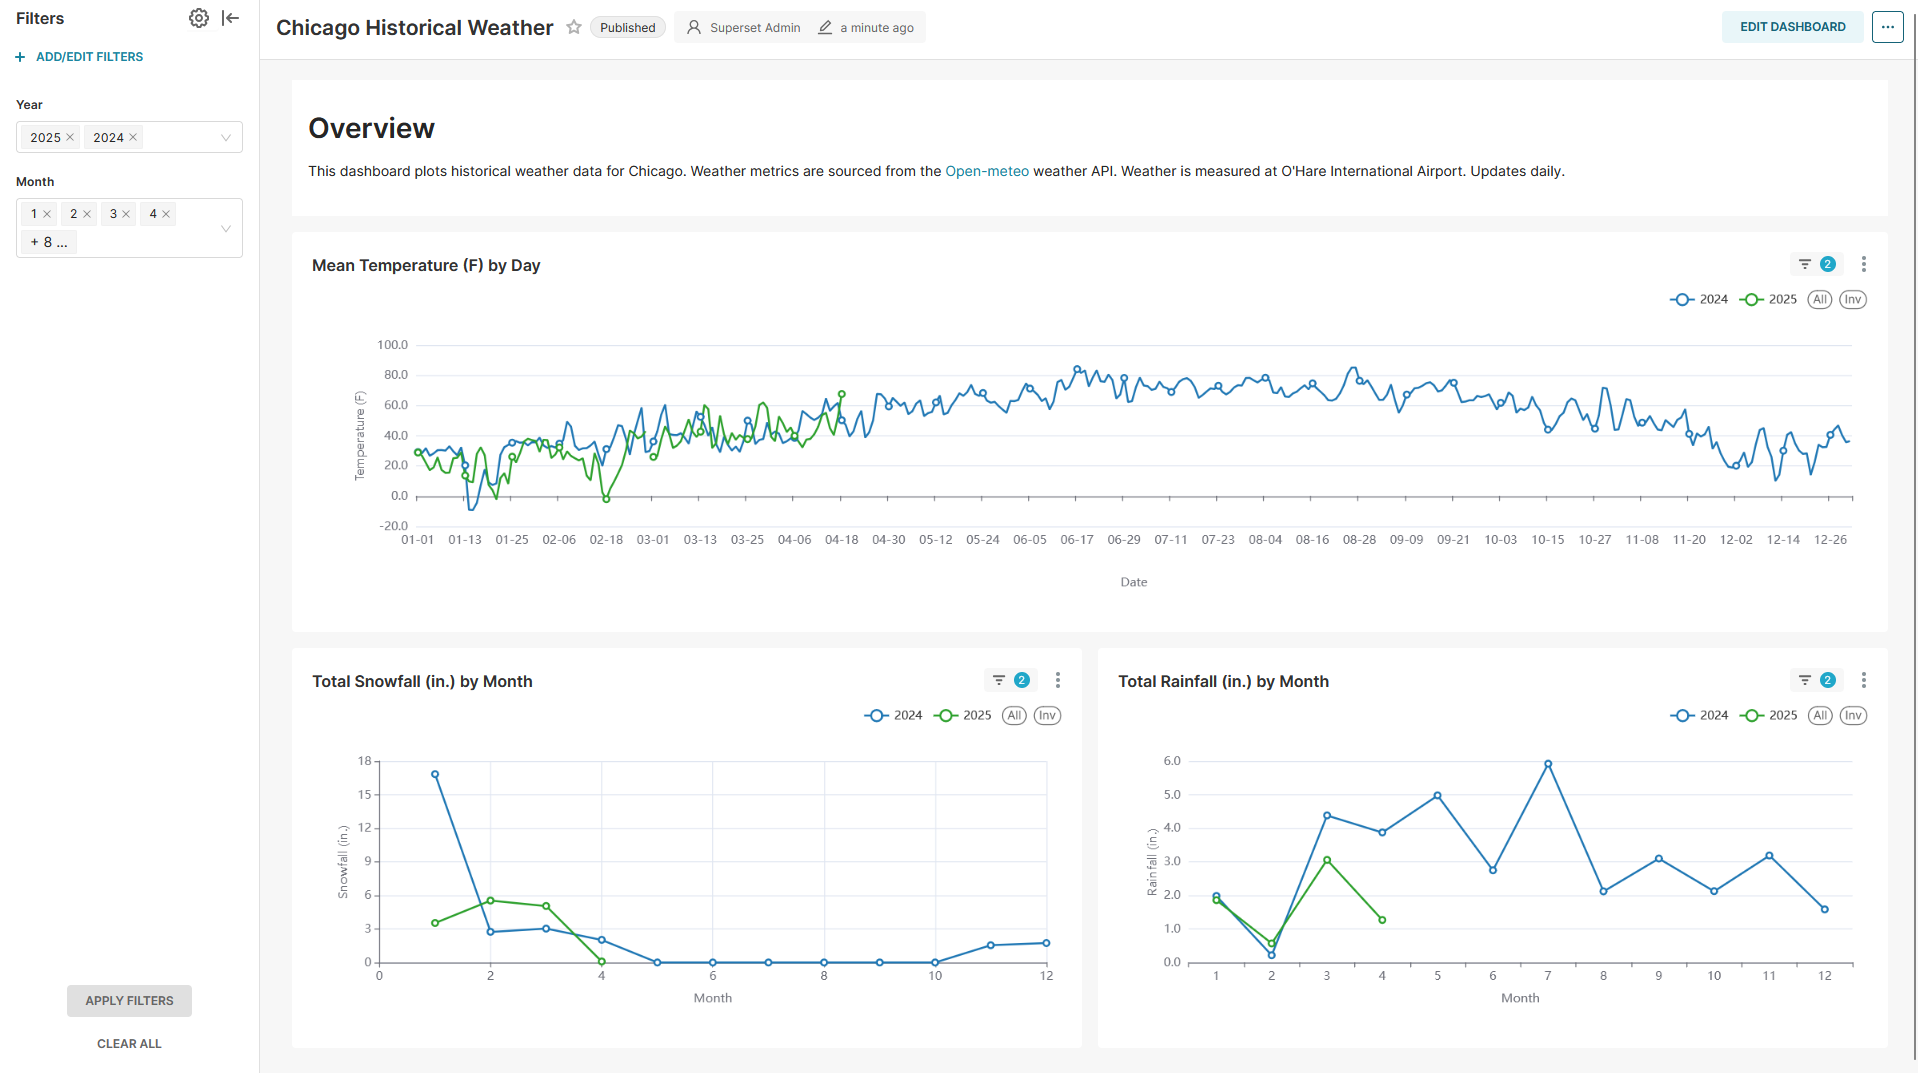 Filters
ADD/EDIT FILTERS
Year
2025 2024
Month
1 2 3 4
+ 8 ...
APPLY FILTERS
CLEAR ALL
Chicago Historical Weather Published Superset Admin a minute ago EDIT DASHBOARD ...
Overview
This dashboard plots historical weather data for Chicago. Weather metrics are sourced from the Open-meteo weather API. Weather is measured at O'Hare International Airport. Updates daily.
Mean Temperature (F) by Day 2
2024 2025 All Inv
Temperature (F)
100.0
80.0
60.0
40.0
20.0
0.0
-20.0
01-01 01-13 01-25 02-06 02-18 03-01 03-13 03-25 04-06 04-18 04-30 05-12 05-24 06-05 06-17 06-29 07-11 07-23 08-04 08-16 08-28 09-09 09-21 10-03 10-15 10-27 11-08 11-20 12-02 12-14 12-26
Date
Total Snowfall (in.) by Month 2
2024 2025 All Inv
Snowfall (in.)
18
15
12
9
6
3
0
0 2 4 6 8 10 12
Month
Total Rainfall (in.) by Month 2
2024 2025 All Inv
Rainfall (in.)
6.0
5.0
4.0
3.0
2.0
1.0
0.0
1 2 3 4 5 6 7 8 9 10 11 12
Month